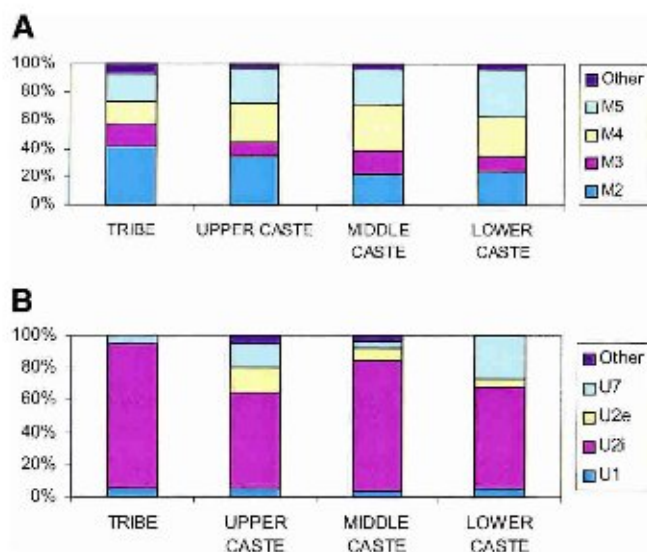 A
100%
80%
60%
40%
20%
0%
TRIBE
UPPER CASTE
MIDDLE
CASTE
LOWER
CASTE
Other
M5
M4
M3
M2
B
100%
80%
60%
40%
20%
0%
TRIBE
UPPER
CASTE
MIDDLE
CASTE
LOWER
CASTE
Other
U7
U2e
U2i
U1